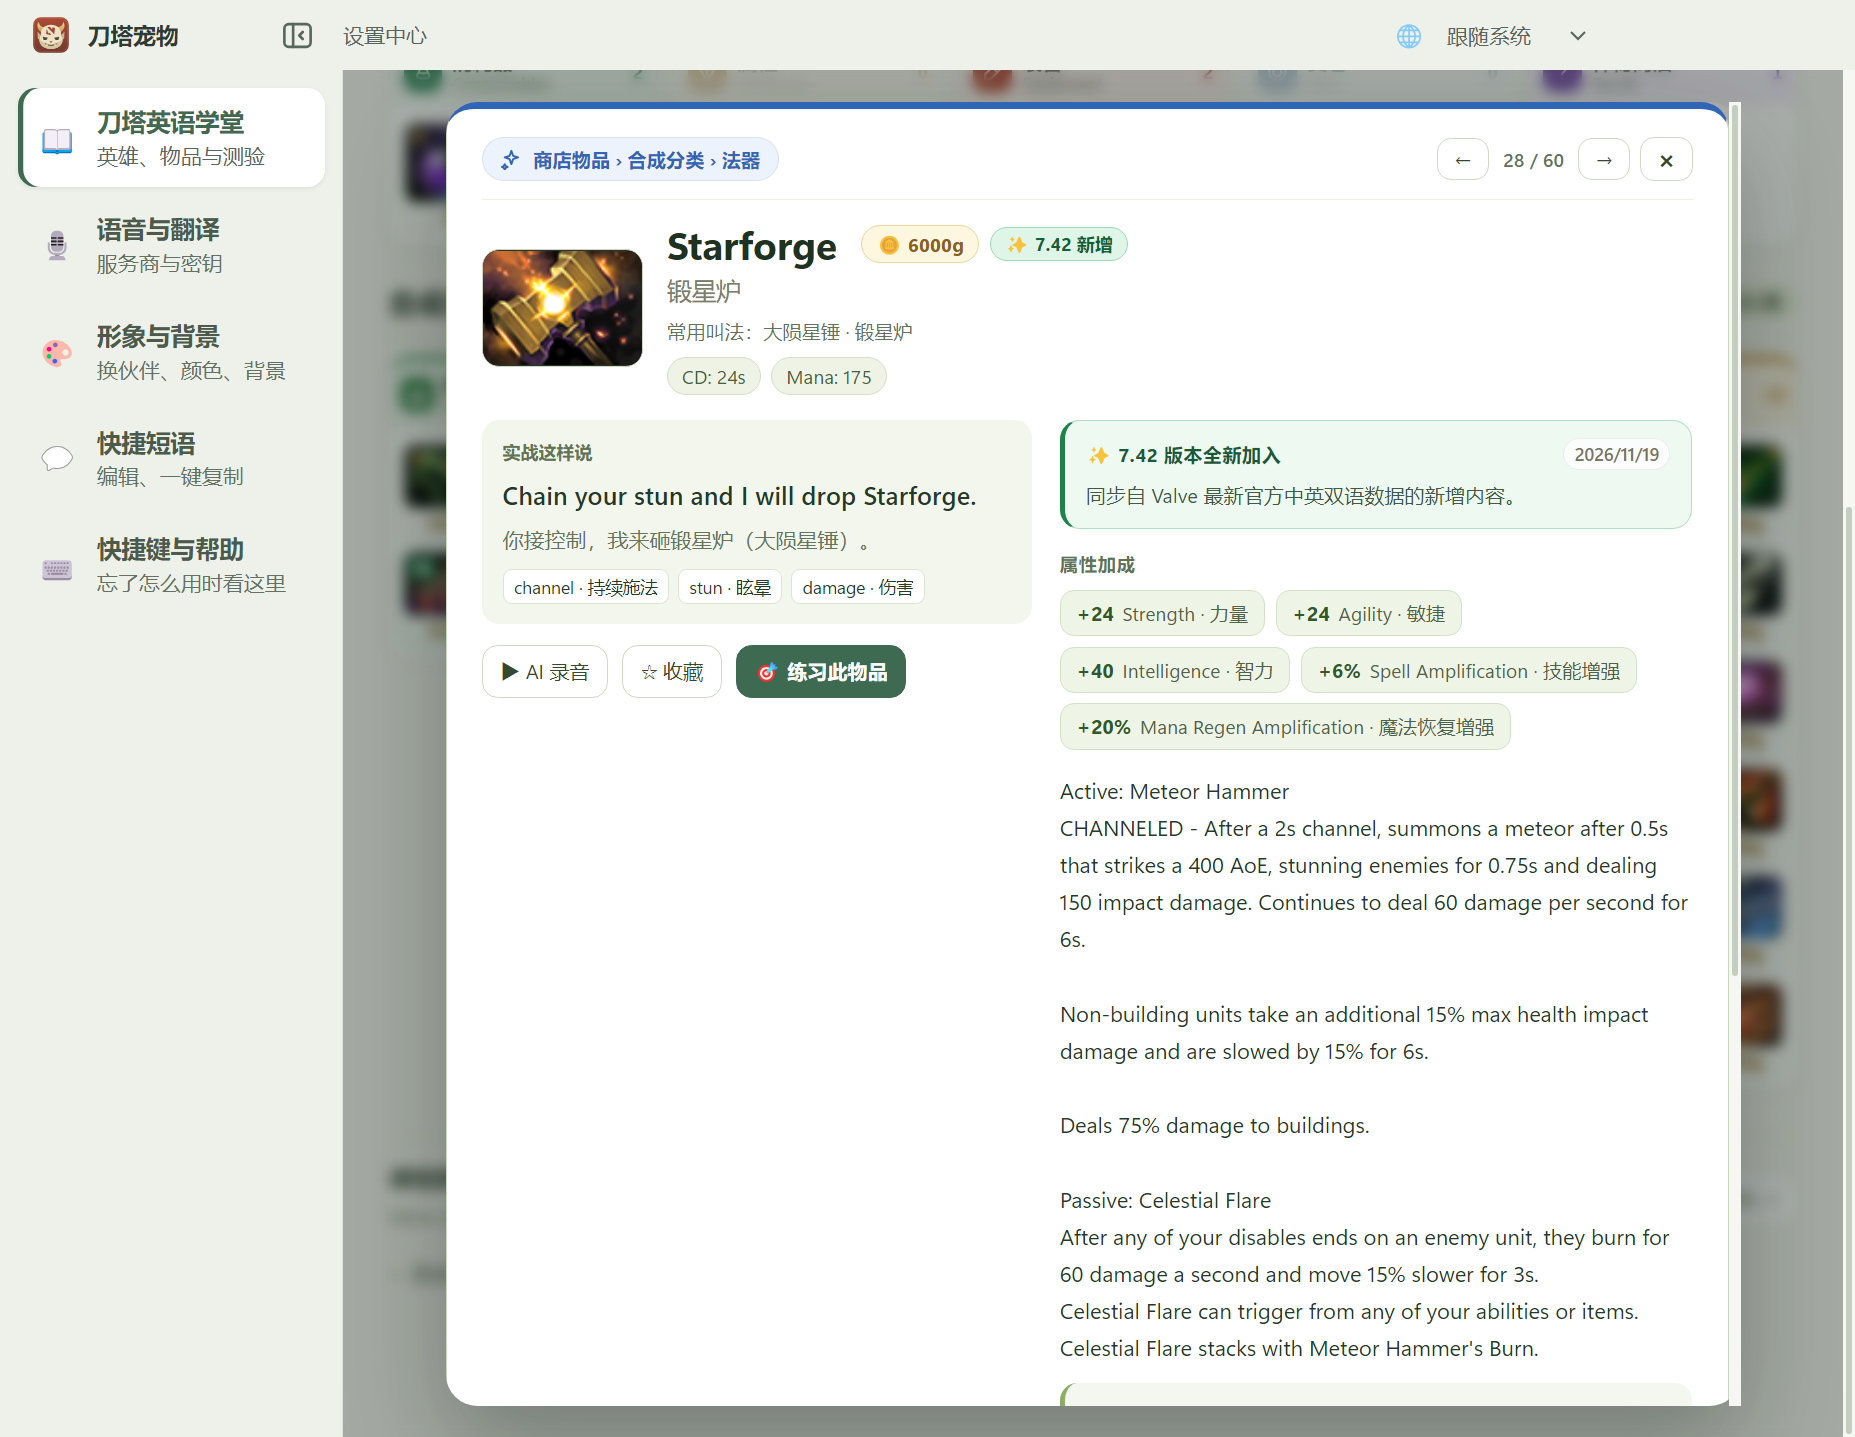 刀塔宠物
设置中心
跟随系统
刀塔英语学堂
英雄、物品与测验
语音与翻译
服务商与密钥
形象与背景
换伙伴、颜色、背景
快捷短语
编辑、一键复制
快捷键与帮助
忘了怎么用时看这里
商店物品 › 合成分类 › 法器
← 28 / 60 → ×
Starforge
6000g
7.42 新增
锻星炉
常用叫法：大陨星锤 · 锻星炉
CD: 24s
Mana: 175
实战这样说
Chain your stun and I will drop Starforge.
你接控制，我来砸锻星炉（大陨星锤）。
channel · 持续施法
stun · 眩晕
damage · 伤害
▶ AI 录音
☆ 收藏
练习此物品
7.42 版本全新加入
2026/11/19
同步自 Valve 最新官方中英双语数据的新增内容。
属性加成
+24 Strength · 力量
+24 Agility · 敏捷
+40 Intelligence · 智力
+6% Spell Amplification · 技能增强
+20% Mana Regen Amplification · 魔法恢复增强
Active: Meteor Hammer
CHANNELED - After a 2s channel, summons a meteor after 0.5s
that strikes a 400 AoE, stunning enemies for 0.75s and dealing
150 impact damage. Continues to deal 60 damage per second for
6s.
Non-building units take an additional 15% max health impact
damage and are slowed by 15% for 6s.
Deals 75% damage to buildings.
Passive: Celestial Flare
After any of your disables ends on an enemy unit, they burn for
60 damage a second and move 15% slower for 3s.
Celestial Flare can trigger from any of your abilities or items.
Celestial Flare stacks with Meteor Hammer's Burn.